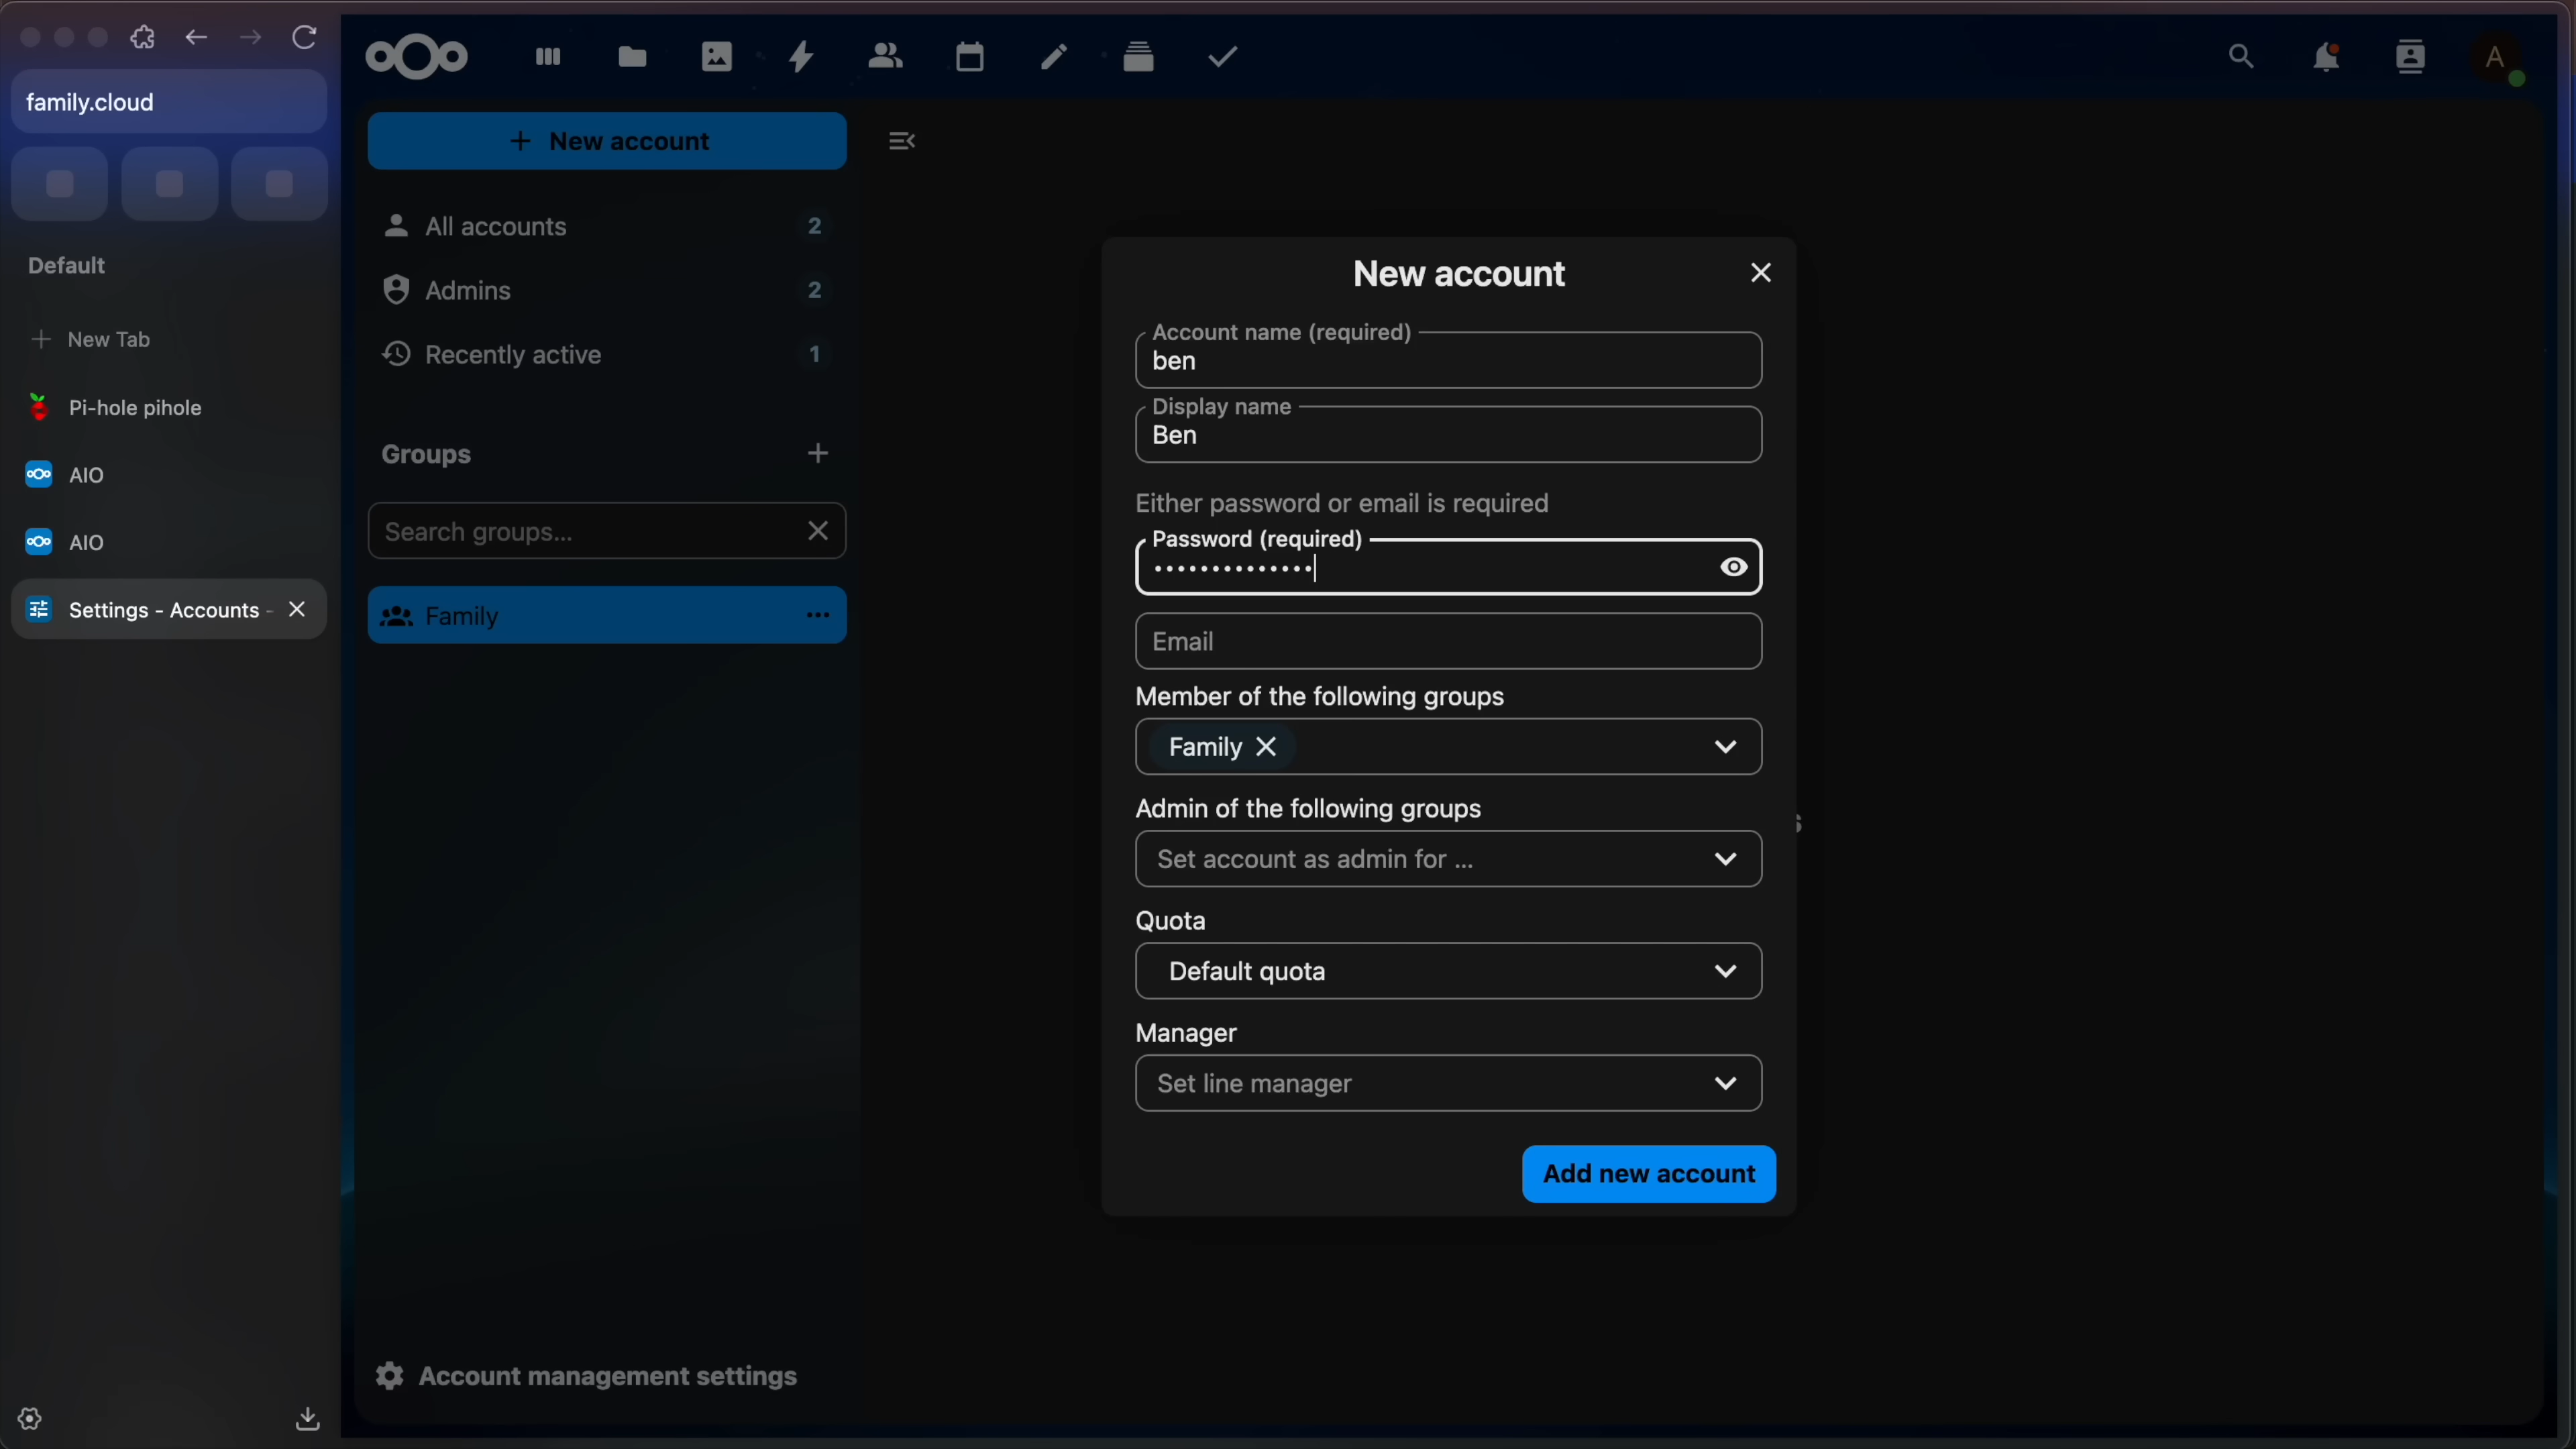 family.cloud
Default
New Tab
Pi-hole pihole
AIO
AIO
Settings - Accounts -
New account
All accounts 2
Admins 2
Recently active 1
Groups
Search groups...
Family
Account management settings
A
New account
Account name (required)
ben
Display name
Ben
Either password or email is required
Password (required)
••••••••••••••
Email
Member of the following groups
Family
Admin of the following groups
Set account as admin for ...
Quota
Default quota
Manager
Set line manager
Add new account
s